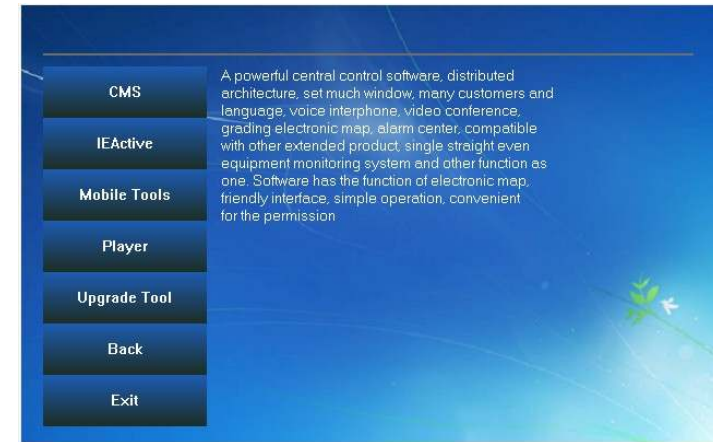 CMS
IEActive
Mobile Tools
Player
Upgrade Tool
Back
Exit
A powerful central control software, distributed
architecture, set much window, many customers and
language, voice interphone, video conference,
grading electronic map, alarm center, compatible
with other extended product, single straight even
equipment monitoring system and other function as
one. Software has the function of electronic map,
friendly interface, simple operation, convenient
for the permission